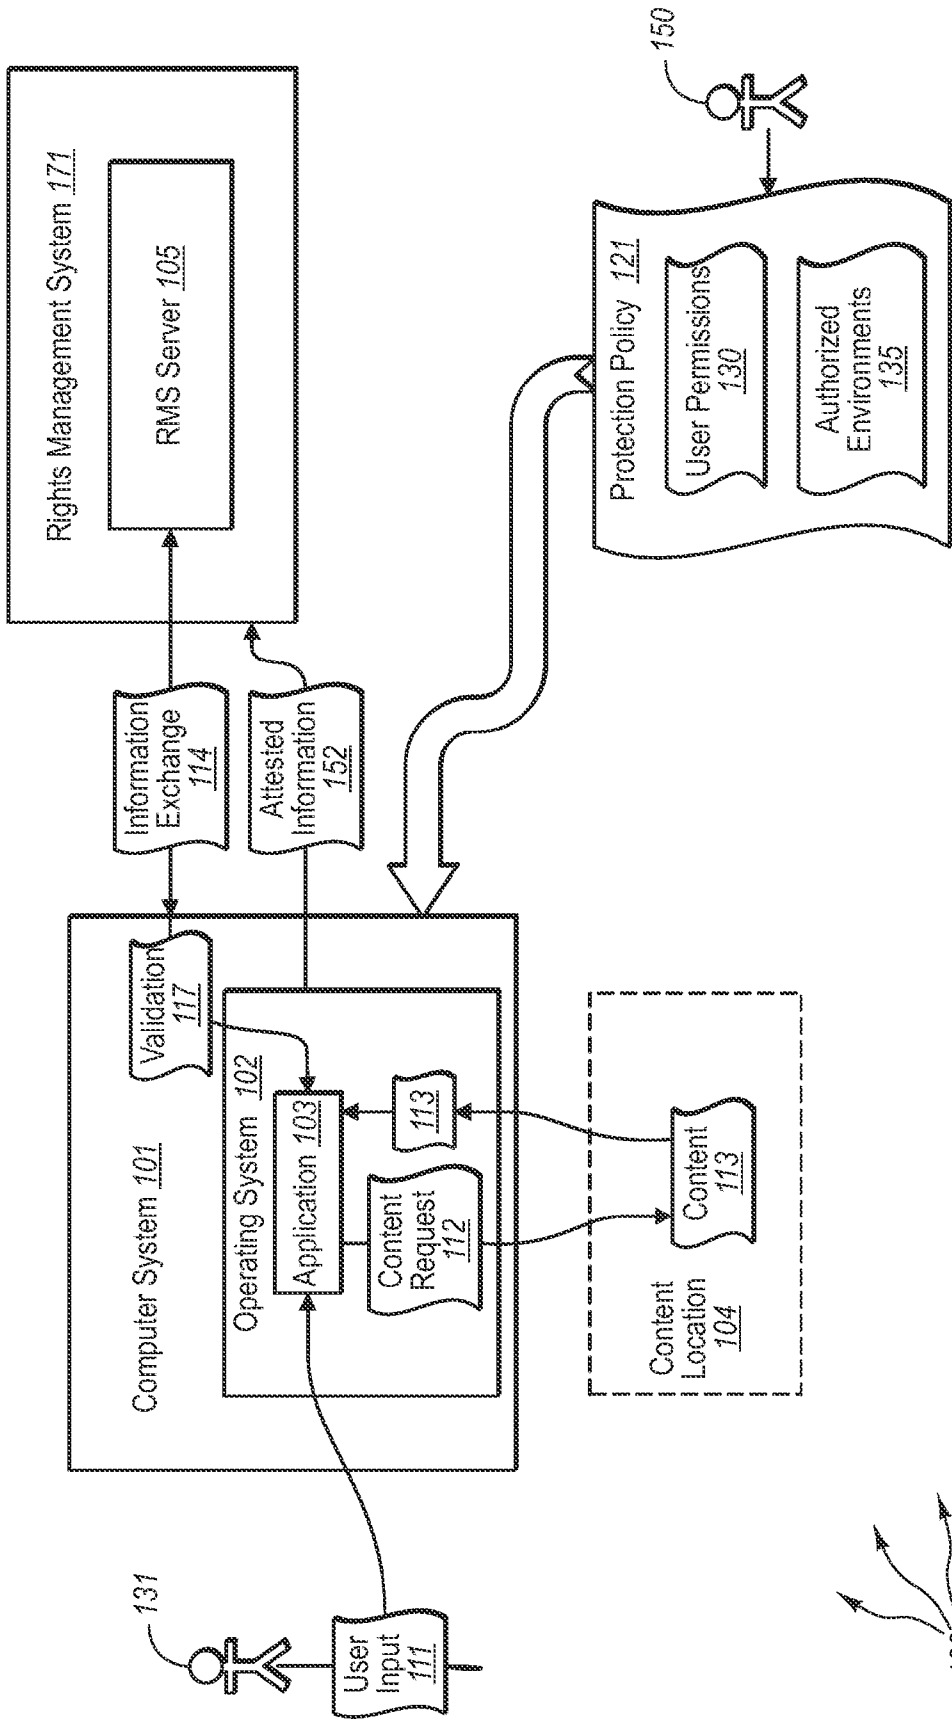 131
User
Input
111
Computer System 101
Validation
117
Operating System 102
Application 103
Content
Request
112
113
Content
Location
104
Content
113
Information
Exchange
114
Attested
Information
152
Rights Management System 171
RMS Server 105
Protection Policy 121
User Permissions
130
Authorized
Environments
135
150